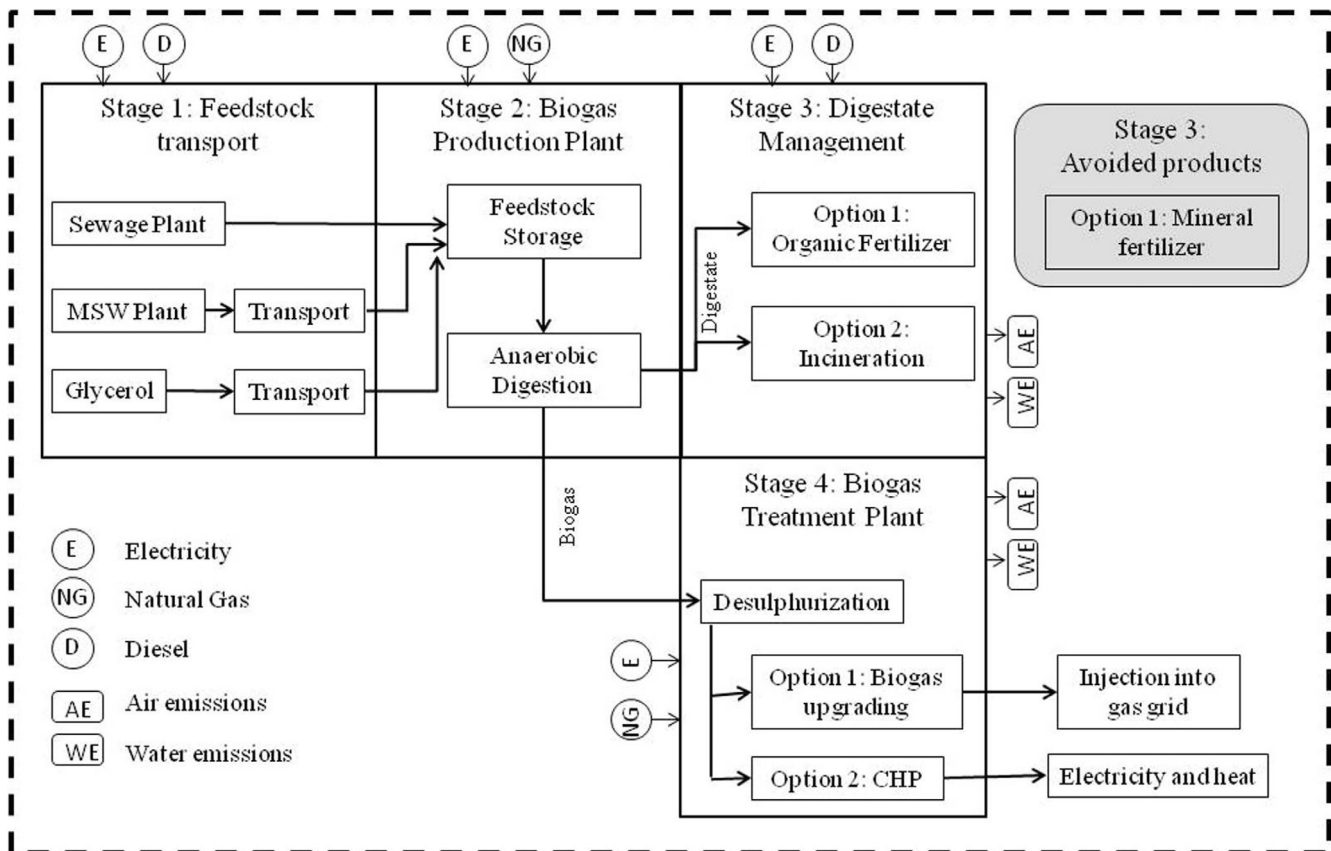 E
D
E
NG
E
D
Stage 1: Feedstock
transport
Stage 2: Biogas
Production Plant
Stage 3: Digestate
Management
Stage 3:
Avoided products
Option 1: Mineral
fertilizer
Sewage Plant
MSW Plant
Transport
Glycerol
Transport
Feedstock
Storage
Anaerobic
Digestion
Digestate
Option 1:
Organic Fertilizer
Option 2:
Incineration
AE
WE
Biogas
Stage 4: Biogas
Treatment Plant
AE
WE
Desulphurization
E
NG
Option 1: Biogas
upgrading
Injection into
gas grid
Option 2: CHP
Electricity and heat
E Electricity
NG Natural Gas
D Diesel
AE Air emissions
WE Water emissions